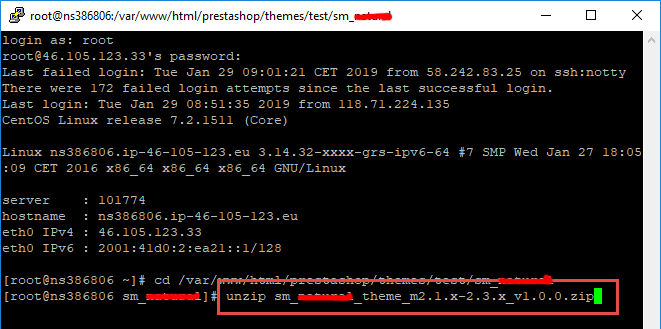 root@ns386806:/var/www/html/prestashop/themes/test/sm_
login as: root
root@46.105.123.33's password:
Last failed login: Tue Jan 29 09:01:21 CET 2019 from 58.242.83.25 on ssh:notty
There were 172 failed login attempts since the last successful login.
Last login: Tue Jan 29 08:51:35 2019 from 118.71.224.135
CentOS Linux release 7.2.1511 (Core)
Linux ns386806.ip-46-105-123.eu 3.14.32-xxxx-grs-ipv6-64 #7 SMP Wed Jan 27 18:05
:09 CET 2016 x86_64 x86_64 x86_64 GNU/Linux
server : 101774
hostname : ns386806.ip-46-105-123.eu
eth0 IPv4 : 46.105.123.33
eth0 IPv6 : 2001:41d0:2:ea21::1/128
[root@ns386806 ~]# cd /var/www/html/prestashop/themes/test/sm_
[root@ns386806 sm_ ]# unzip sm_ _theme_m2.1.x-2.3.x_v1.0.0.zip